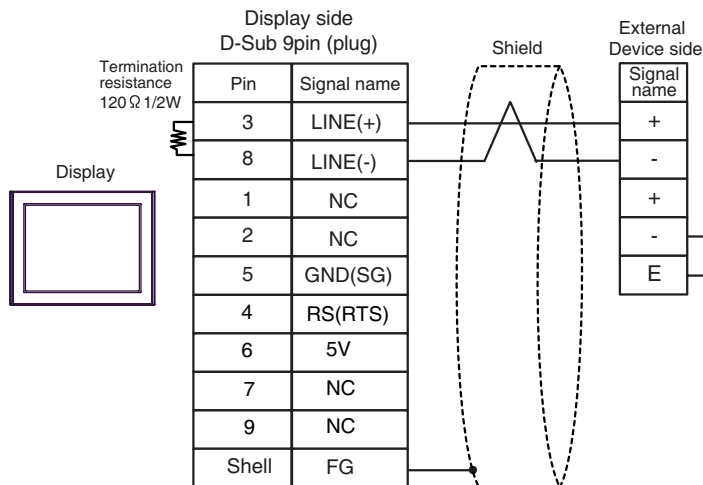 Display side
D-Sub 9pin (plug)
Shield
External
Device side
Termination
resistance
120Ω 1/2W
Pin Signal name
Signal
name
3 LINE(+) +
8 LINE(-) -
Display
1 NC +
2 NC -
5 GND(SG) E
4 RS(RTS)
6 5V
7 NC
9 NC
Shell FG